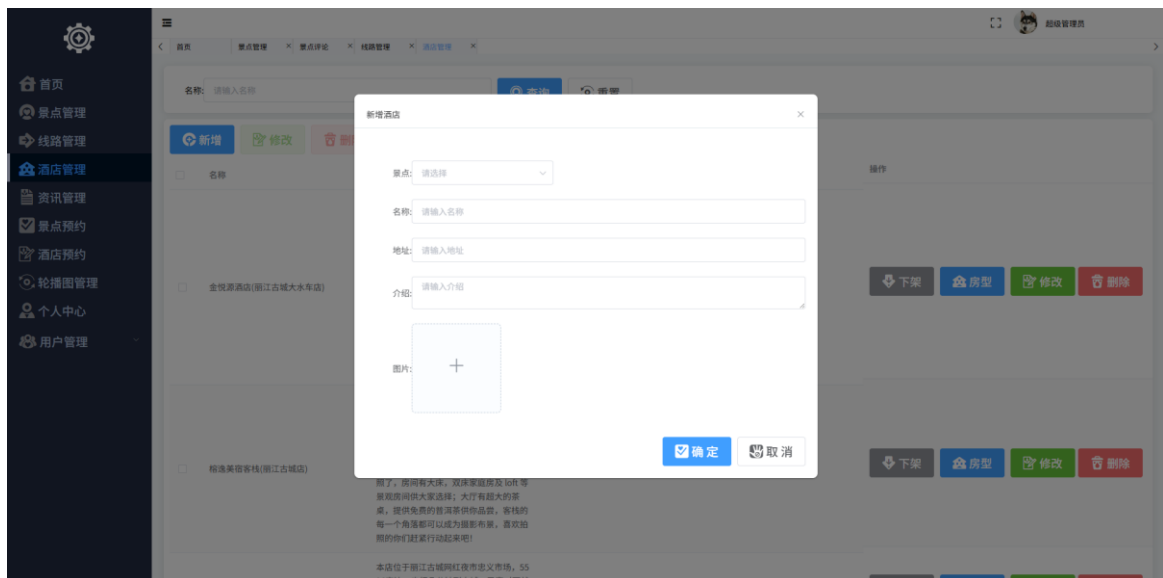 超级管理员
首页 景点管理 × 景点评论 × 线路管理 × 酒店管理 ×
首页
景点管理
线路管理
酒店管理
资讯管理
景点预约
酒店预约
轮播图管理
个人中心
用户管理
名称: 请输入名称 查询 重置
新增 修改 删
名称 操作
金悦源酒店(丽江古城大水车店) 下架 房型 修改 删除
新增酒店 ×
景点: 请选择
名称: 请输入名称
地址: 请输入地址
介绍: 请输入介绍
图片: +
确定 取消
相逸美宿客栈(丽江古城店) 下架 房型 修改 删除
照了，房间有大床，双床家庭房及 loft 等
景观房间供大家选择；大厅有超大的茶
桌，提供免费的普洱茶供你品尝，客栈的
每一个角落都可以成为摄影布景，喜欢拍
照的你们赶紧行动起来吧!
本店位于丽江古城网红夜市忠义市场，55